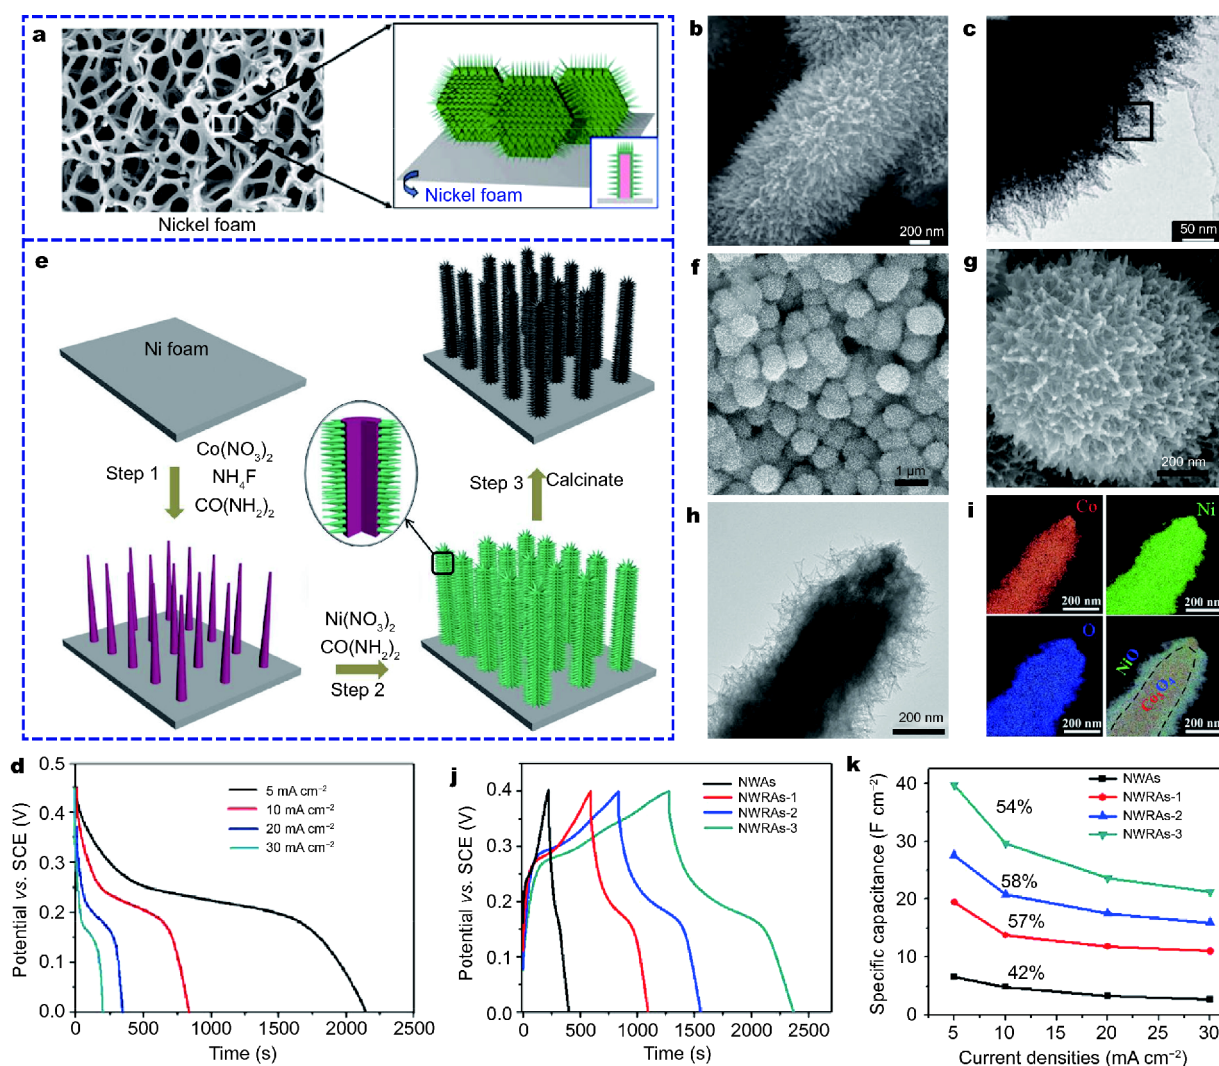 a
Nickel foam
Nickel foam
b
200 nm
c
50 nm
e
Ni foam
Step 1
Co(NO₃)₂
NH₄F
CO(NH₂)₂
Step 3
Calcinate
Ni(NO₃)₂
CO(NH₂)₂
Step 2
f
1 μm
g
200 nm
h
200 nm
i
Co
200 nm
Ni
200 nm
O
200 nm
NiO
Co₃O₄
200 nm
d
Potential vs. SCE (V)
0.5
0.4
0.3
0.2
0.1
0.0
5 mA cm⁻²
10 mA cm⁻²
20 mA cm⁻²
30 mA cm⁻²
0 500 1000 1500 2000 2500
Time (s)
j
Potential vs. SCE (V)
0.4
0.3
0.2
0.1
0.0
NWAs
NWRAs-1
NWRAs-2
NWRAs-3
0 500 1000 1500 2000 2500
Time (s)
k
Specific capacitance (F cm⁻²)
40
30
20
10
0
NWAs
NWRAs-1
NWRAs-2
NWRAs-3
54%
58%
57%
42%
5 10 15 20 25 30
Current densities (mA cm⁻²)